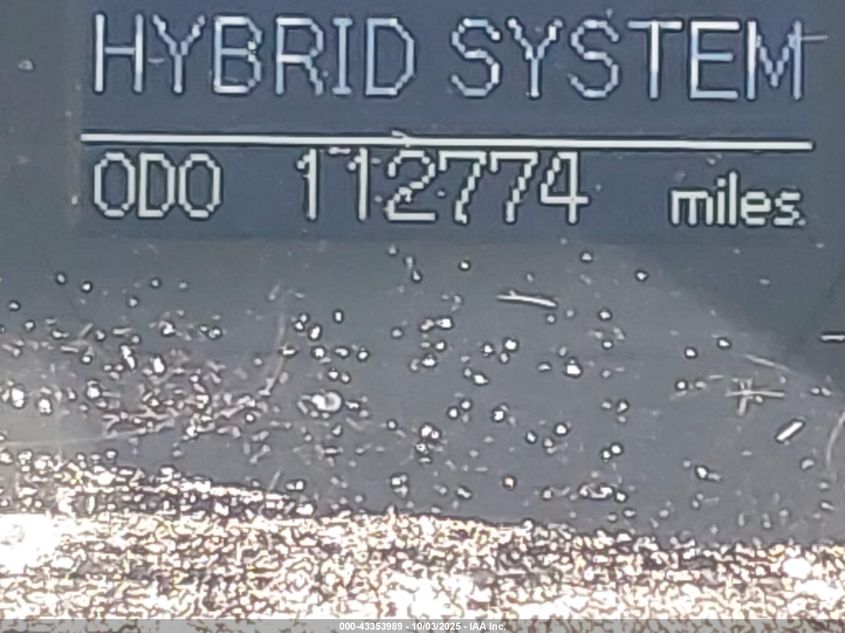 HYBRID SYSTEM
ODO 112774 miles
000-43353989 - 10/03/2025 - IAA Inc.